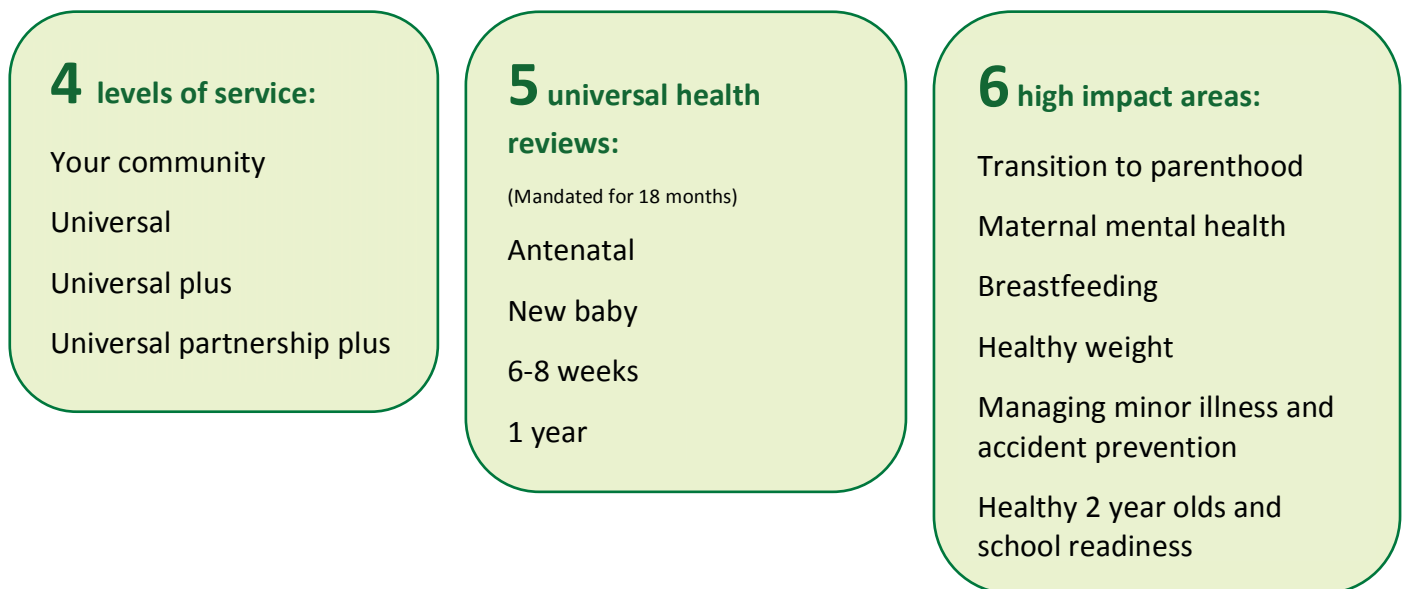 4 levels of service:
Your community
Universal
Universal plus
Universal partnership plus
5 universal health
reviews:
(Mandated for 18 months)
Antenatal
New baby
6-8 weeks
1 year
6 high impact areas:
Transition to parenthood
Maternal mental health
Breastfeeding
Healthy weight
Managing minor illness and
accident prevention
Healthy 2 year olds and
school readiness